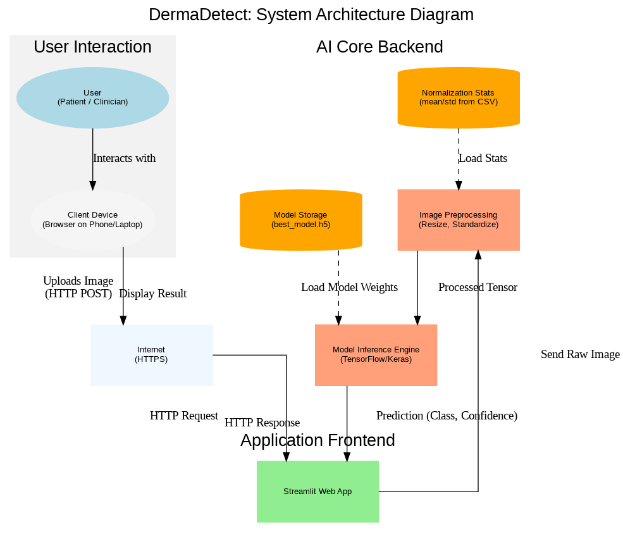 DermaDetect: System Architecture Diagram
User Interaction
AI Core Backend
User
(Patient / Clinician)
Normalization Stats
(mean/std from CSV)
Interacts with
Load Stats
Client Device
(Browser on Phone/Laptop)
Model Storage
(best_model.h5)
Image Preprocessing
(Resize, Standardize)
Uploads Image
(HTTP POST)
Display Result
Load Model Weights
Processed Tensor
Internet
(HTTPS)
Model Inference Engine
(TensorFlow/Keras)
Send Raw Image
HTTP Request
HTTP Response
Prediction (Class, Confidence)
Application Frontend
Streamlit Web App